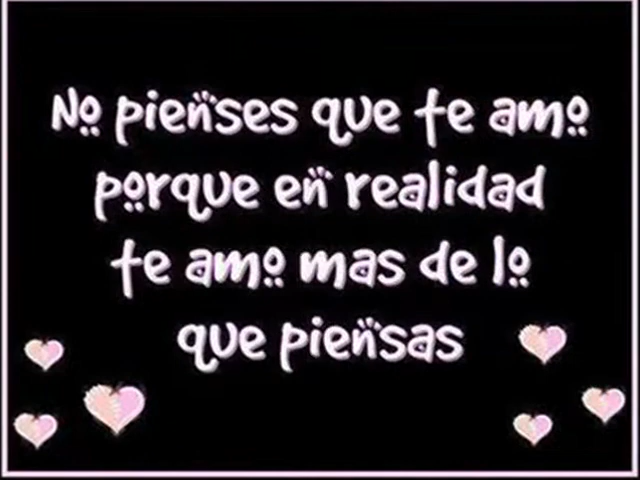 No pienses que te amo
porque en realidad
te amo mas de lo
que piensas